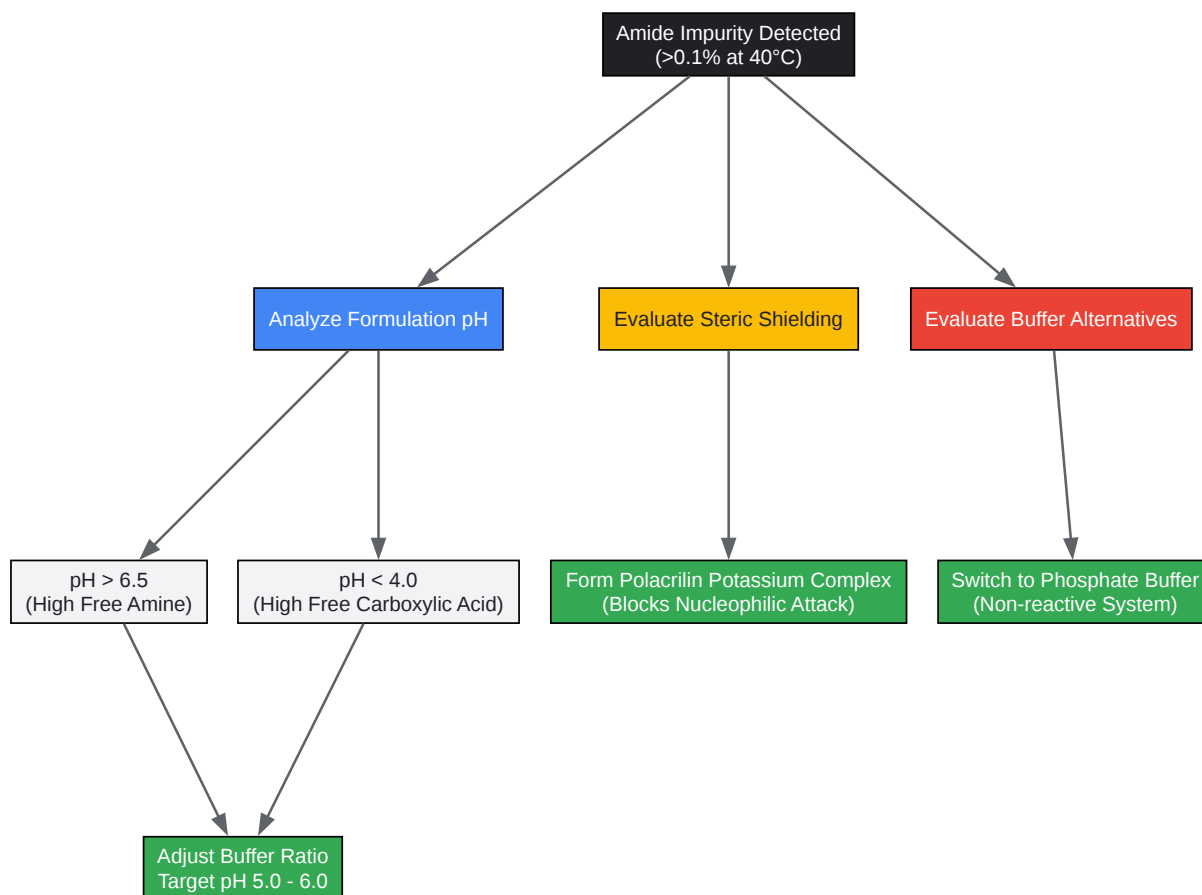 Amide Impurity Detected
(>0.1% at 40°C)
Analyze Formulation pH
Evaluate Steric Shielding
Evaluate Buffer Alternatives
pH > 6.5
(High Free Amine)
pH < 4.0
(High Free Carboxylic Acid)
Form Polacrilin Potassium Complex
(Blocks Nucleophilic Attack)
Switch to Phosphate Buffer
(Non-reactive System)
Adjust Buffer Ratio
Target pH 5.0 - 6.0